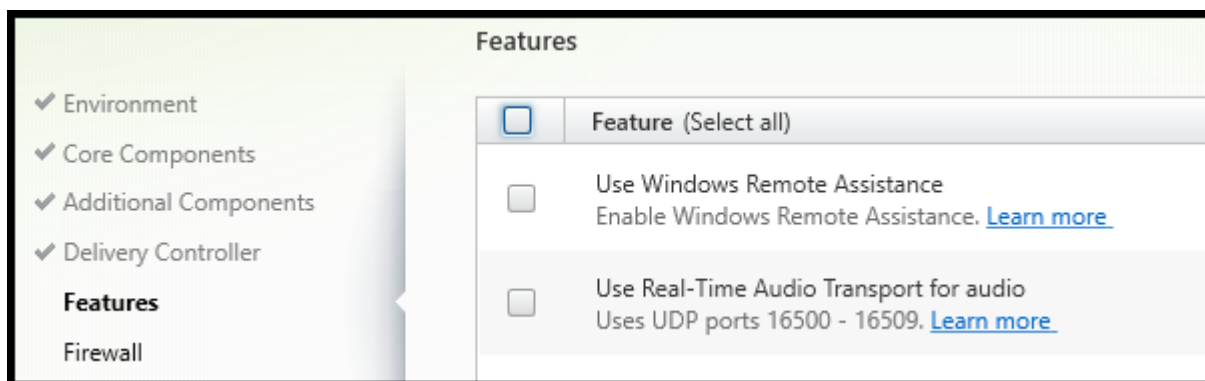 Features
Environment
Core Components
Additional Components
Delivery Controller
Features
Firewall
Feature (Select all)
Use Windows Remote Assistance
Enable Windows Remote Assistance. Learn more
Use Real-Time Audio Transport for audio
Uses UDP ports 16500 - 16509. Learn more